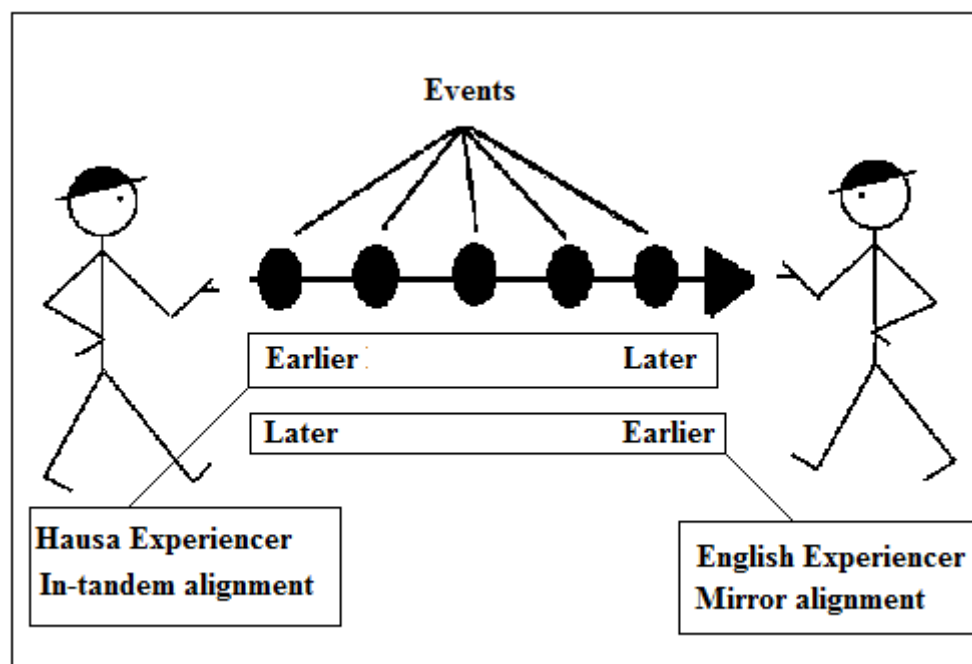 Events
Earlier Later
Later Earlier
Hausa Experiencer
In-tandem alignment
English Experiencer
Mirror alignment